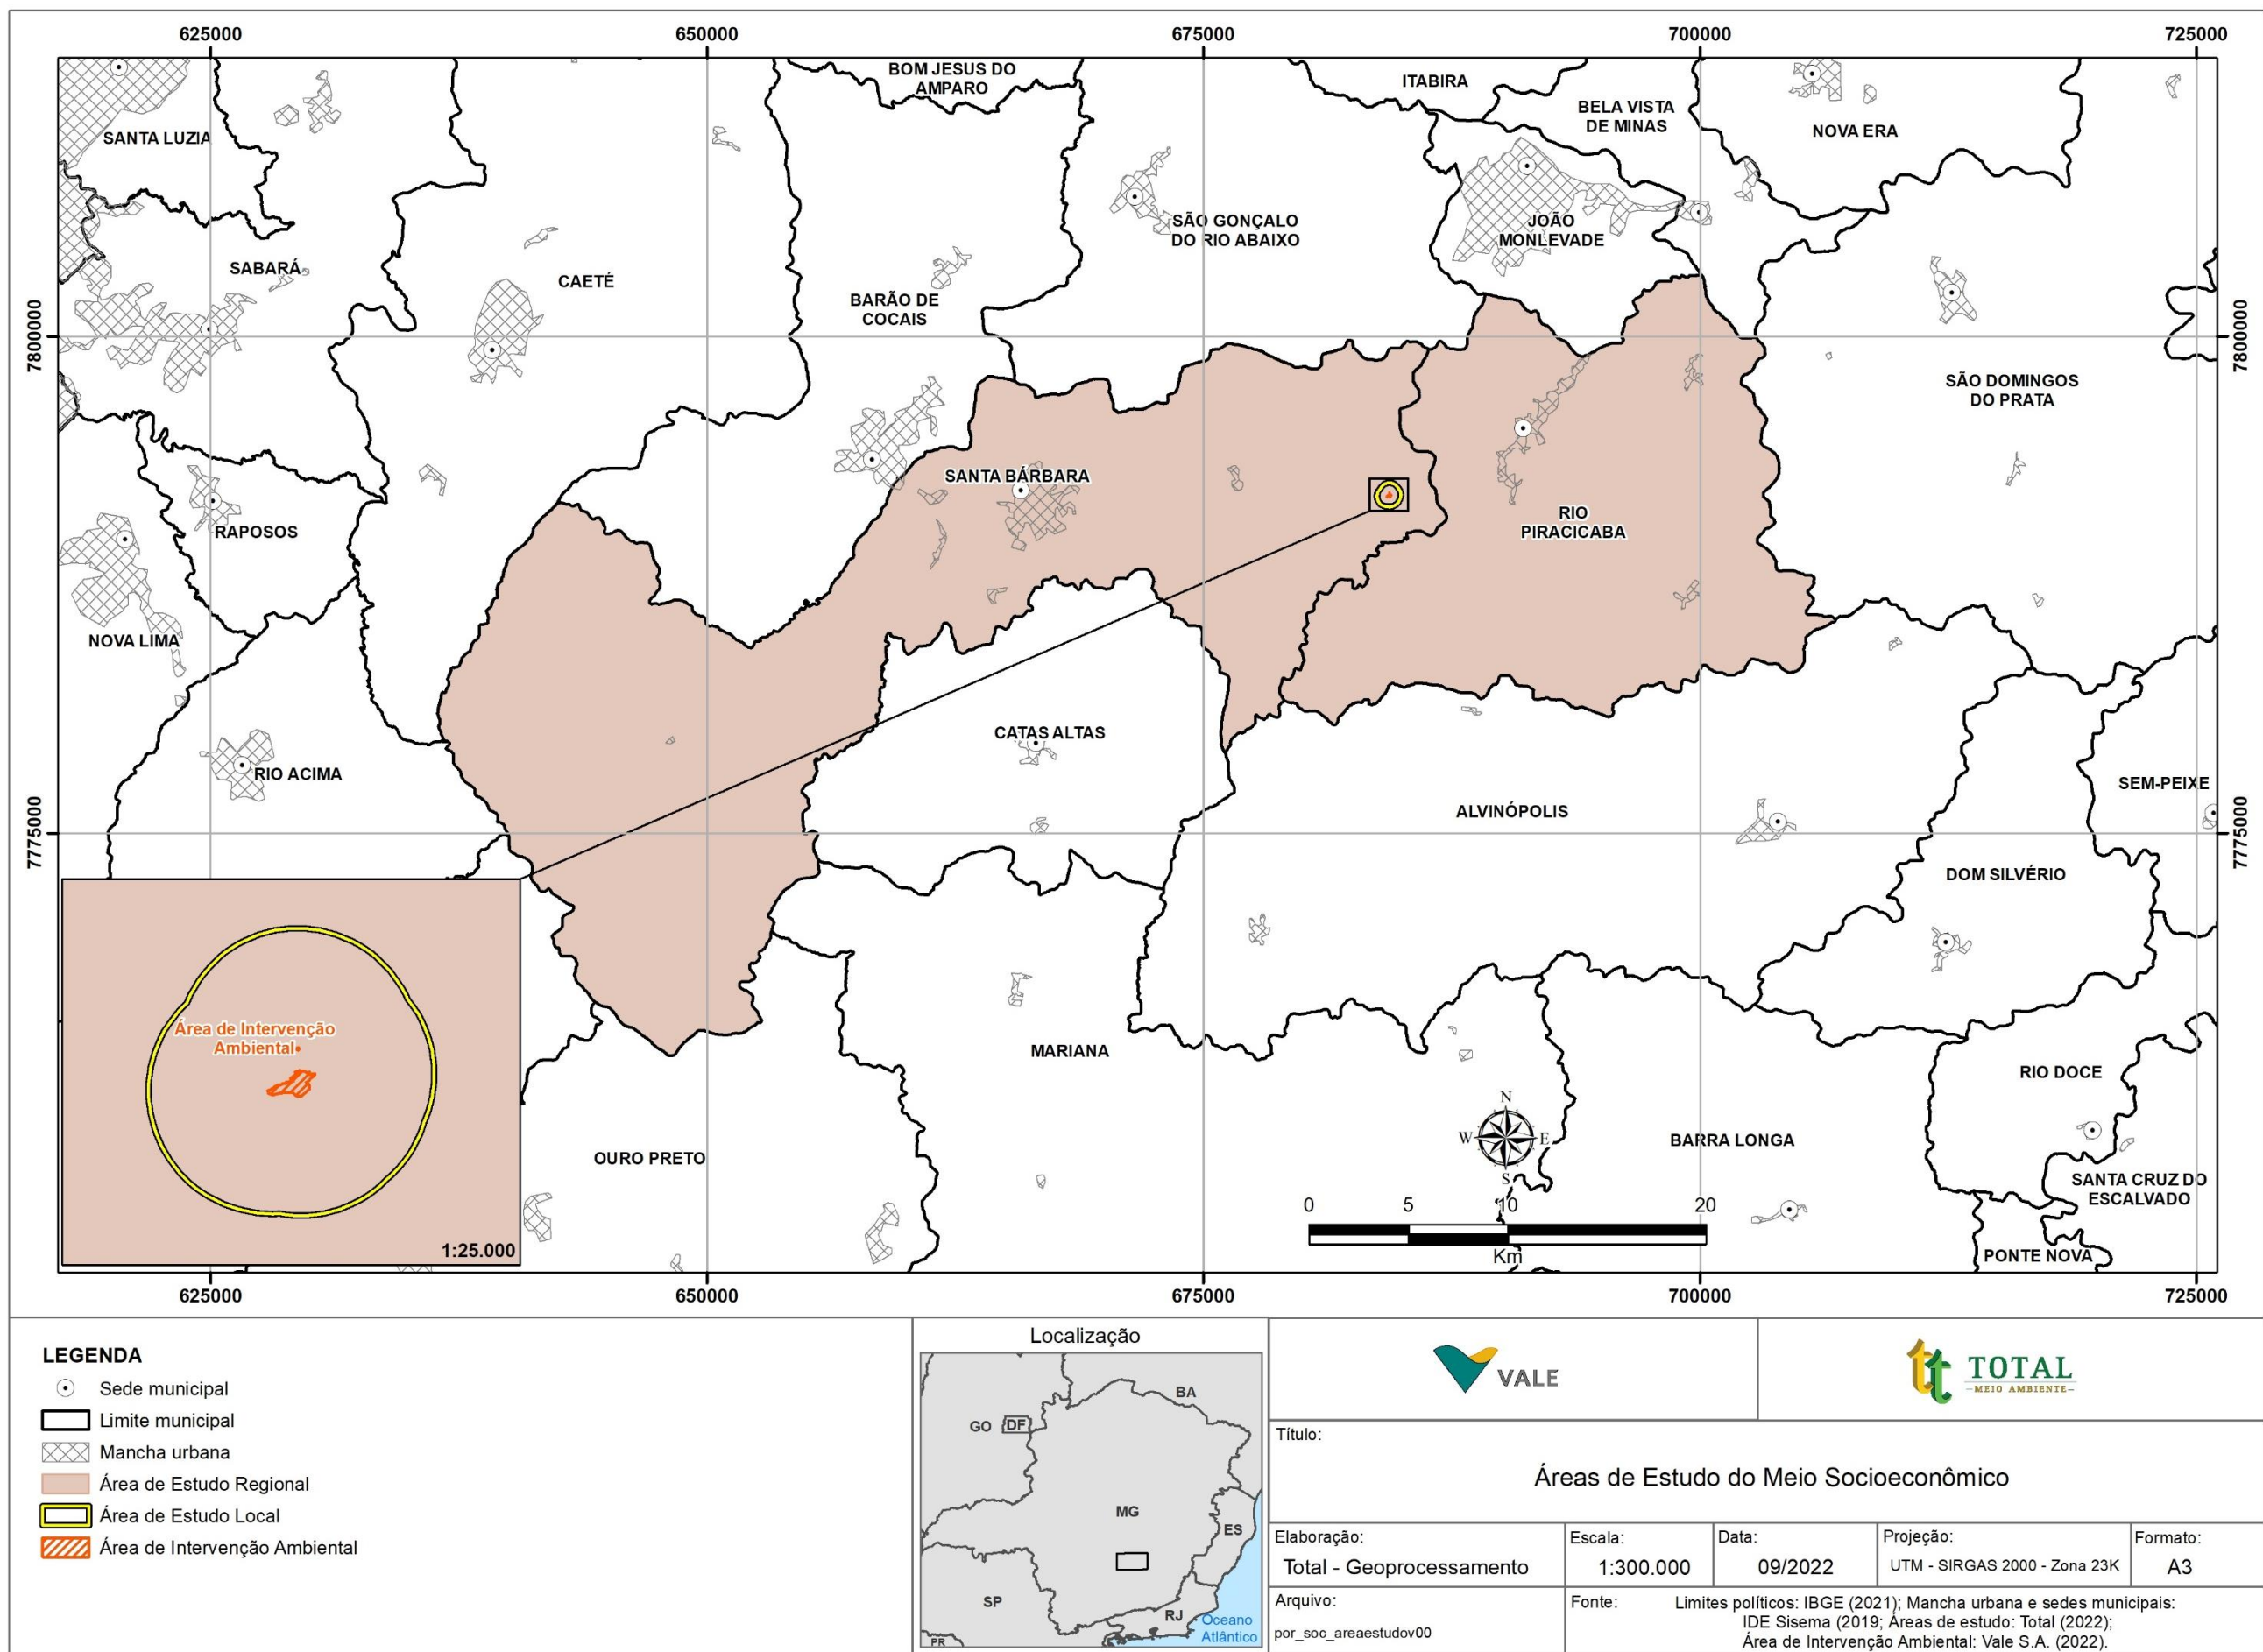 625000
650000
675000
700000
725000
BOM JESUS DO
AMPARO
ITABIRA
BELA VISTA
DE MINAS
NOVA ERA
SANTA LUZIA
SÃO GONÇALO
DO RIO ABAIXO
JOÃO
MONLEVADE
SABARÁ
CAETÉ
BARÃO DE
COCAIS
7800000
7800000
SÃO DOMINGOS
DO PRATA
SANTA BÁRBARA
RAPOSOS
RIO
PIRACICABA
NOVA LIMA
CATAS ALTAS
RIO ACIMA
SEM-PEIXE
ALVINÓPOLIS
7775000
7775000
DOM SILVÉRIO
Área de Intervenção
Ambiental
MARIANA
RIO DOCE
N
W
E
S
BARRA LONGA
OURO PRETO
SANTA CRUZ DO
ESCALVADO
0
5
10
20
Km
PONTE NOVA
1:25.000
625000
650000
675000
700000
725000
LEGENDA
Sede municipal
Limite municipal
Mancha urbana
Área de Estudo Regional
Área de Estudo Local
Área de Intervenção Ambiental
Localização
BA
GO
DF
MG
ES
SP
RJ
Oceano
Atlântico
PR
VALE
TOTAL
MEIO AMBIENTE
Título:
Áreas de Estudo do Meio Socioeconômico
Elaboração:
Total - Geoprocessamento
Escala:
1:300.000
Data:
09/2022
Projeção:
UTM - SIRGAS 2000 - Zona 23K
Formato:
A3
Arquivo:
por_soc_areaestudov00
Fonte:
Limites políticos: IBGE (2021); Mancha urbana e sedes municipais:
IDE Sisema (2019; Áreas de estudo: Total (2022);
Área de Intervenção Ambiental: Vale S.A. (2022).